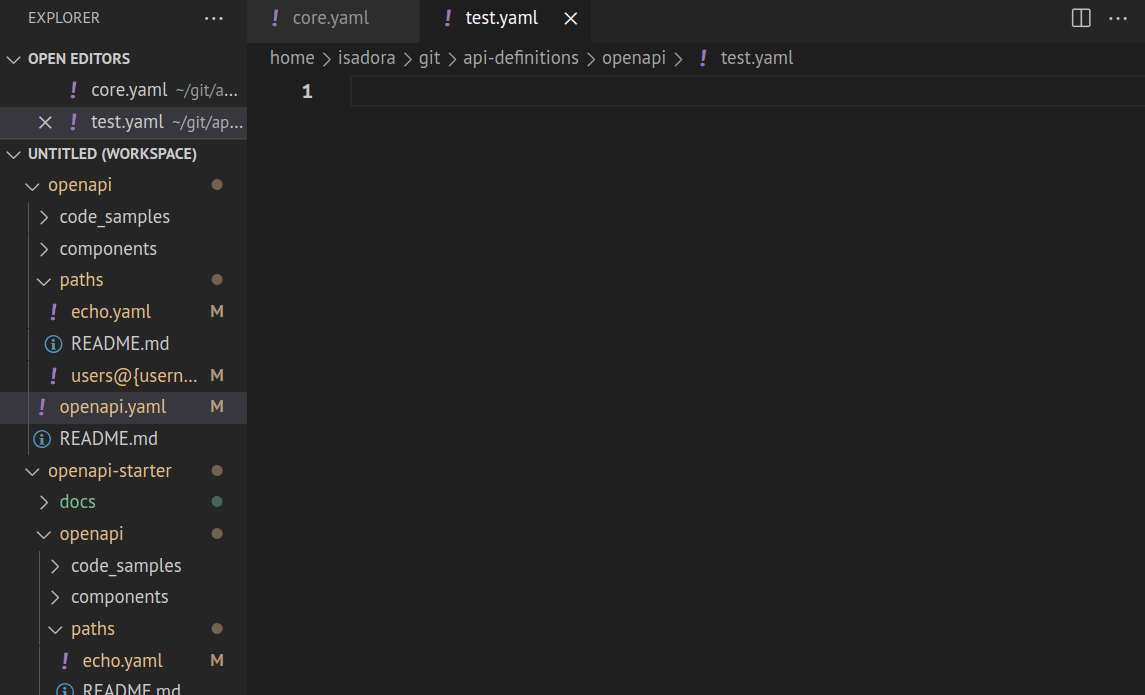 EXPLORER
OPEN EDITORS
! core.yaml ~/git/a...
! test.yaml ~/git/ap...
UNTITLED (WORKSPACE)
openapi
code_samples
components
paths
! echo.yaml M
README.md
! users@{usern... M
! openapi.yaml M
README.md
openapi-starter
docs
openapi
code_samples
components
paths
! echo.yaml M
README.md
! core.yaml ! test.yaml
home > isadora > git > api-definitions > openapi > ! test.yaml
1